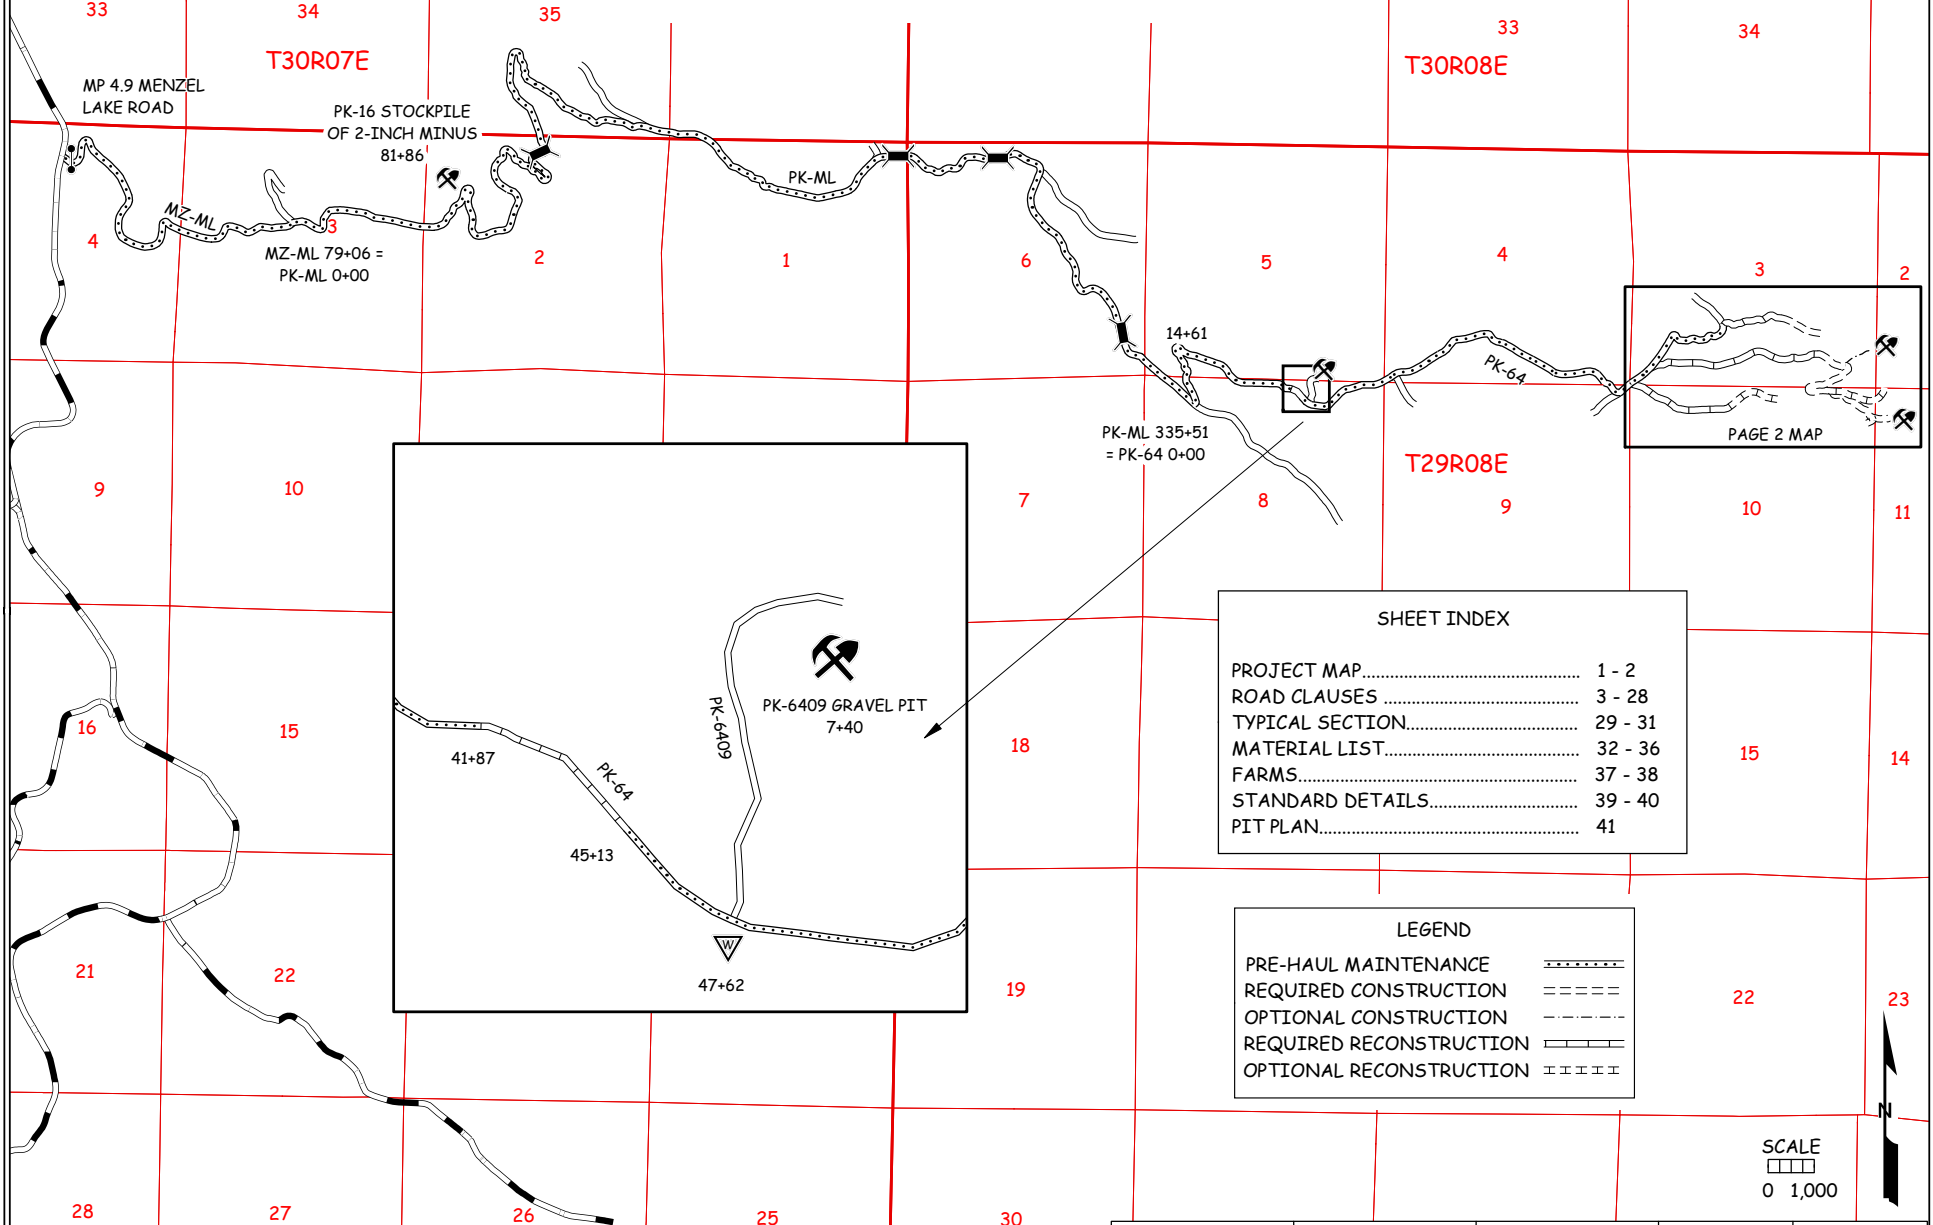 33
34
35
33
34
T30R07E
T30R08E
MP 4.9 MENZEL
LAKE ROAD
PK-16 STOCKPILE
OF 2-INCH MINUS
81+86
PK-ML
MZ-ML
4
3
2
1
6
5
4
3
2
MZ-ML 79+06 =
PK-ML 0+00
14+61
PK-64
PK-ML 335+51
= PK-64 0+00
PAGE 2 MAP
T29R08E
9
10
7
8
9
10
11
PK-6409 GRAVEL PIT
7+40
PK-6409
41+87
PK-64
45+13
W
47+62
16
15
18
15
14
SHEET INDEX
PROJECT MAP 1 - 2
ROAD CLAUSES 3 - 28
TYPICAL SECTION 29 - 31
MATERIAL LIST 32 - 36
FARMS 37 - 38
STANDARD DETAILS 39 - 40
PIT PLAN 41
LEGEND
PRE-HAUL MAINTENANCE
REQUIRED CONSTRUCTION
OPTIONAL CONSTRUCTION
REQUIRED RECONSTRUCTION
OPTIONAL RECONSTRUCTION
21
22
19
22
23
N
SCALE
0 1,000
28
27
26
25
30